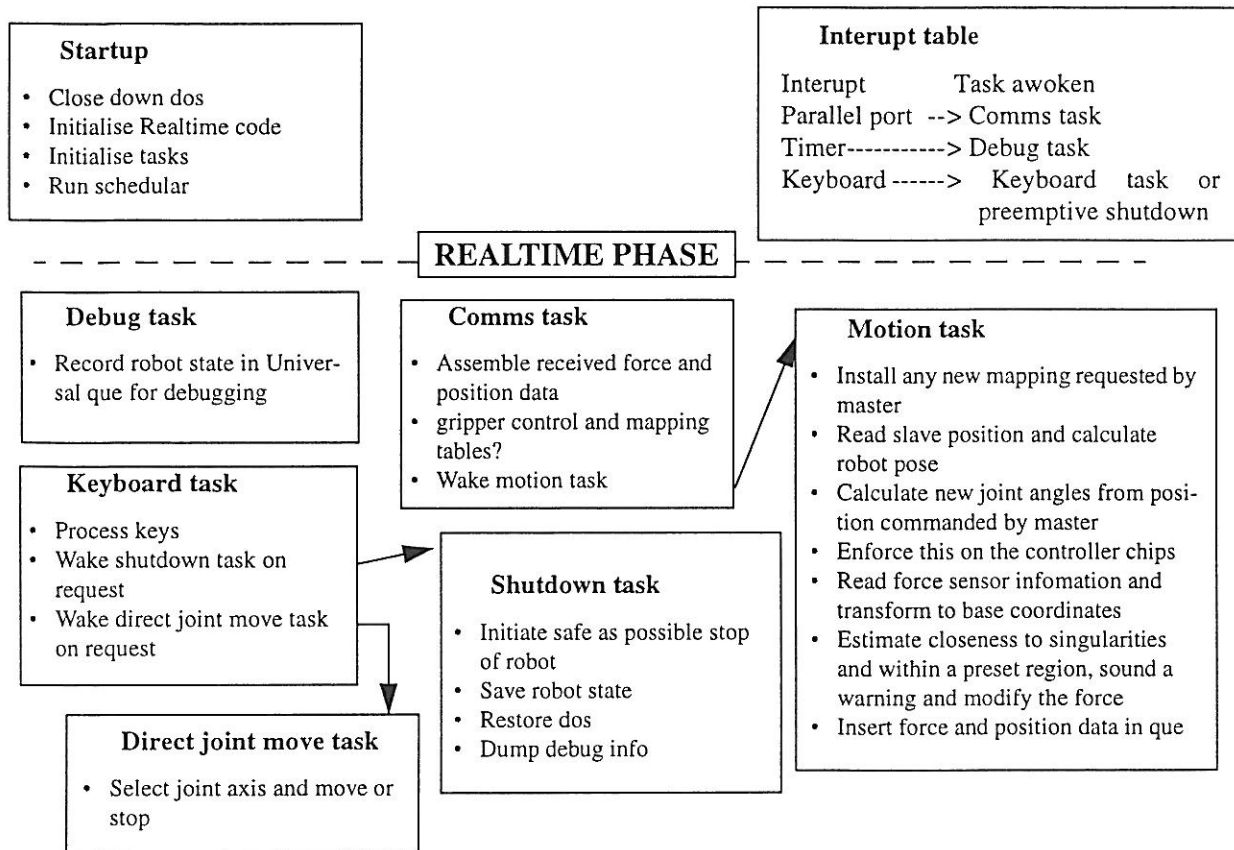 Startup
• Close down dos
• Initialise Realtime code
• Initialise tasks
• Run schedular
Interupt table
Interupt Task awoken
Parallel port --> Comms task
Timer-----------> Debug task
Keyboard ------> Keyboard task or
preemptive shutdown
REALTIME PHASE
Debug task
• Record robot state in Univer-
sal que for debugging
Comms task
• Assemble received force and
position data
• gripper control and mapping
tables?
• Wake motion task
Motion task
• Install any new mapping requested by
master
• Read slave position and calculate
robot pose
• Calculate new joint angles from posi-
tion commanded by master
• Enforce this on the controller chips
• Read force sensor infomation and
transform to base coordinates
• Estimate closeness to singularities
and within a preset region, sound a
warning and modify the force
• Insert force and position data in que
Keyboard task
• Process keys
• Wake shutdown task on
request
• Wake direct joint move task
on request
Shutdown task
• Initiate safe as possible stop
of robot
• Save robot state
• Restore dos
• Dump debug info
Direct joint move task
• Select joint axis and move or
stop